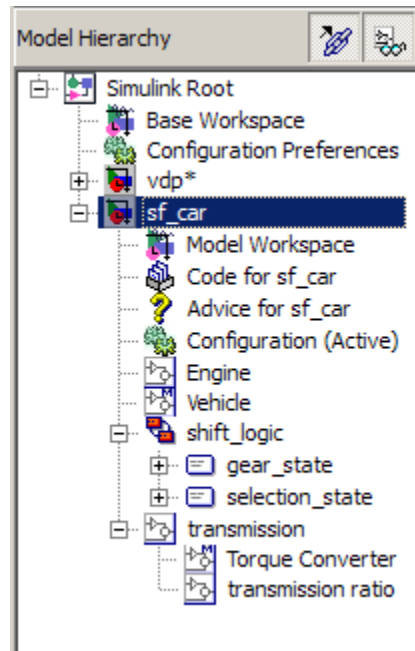 Model Hierarchy
Simulink Root
Base Workspace
Configuration Preferences
vdp*
sf_car
Model Workspace
Code for sf_car
Advice for sf_car
Configuration (Active)
Engine
Vehicle
shift_logic
gear_state
selection_state
transmission
Torque Converter
transmission ratio